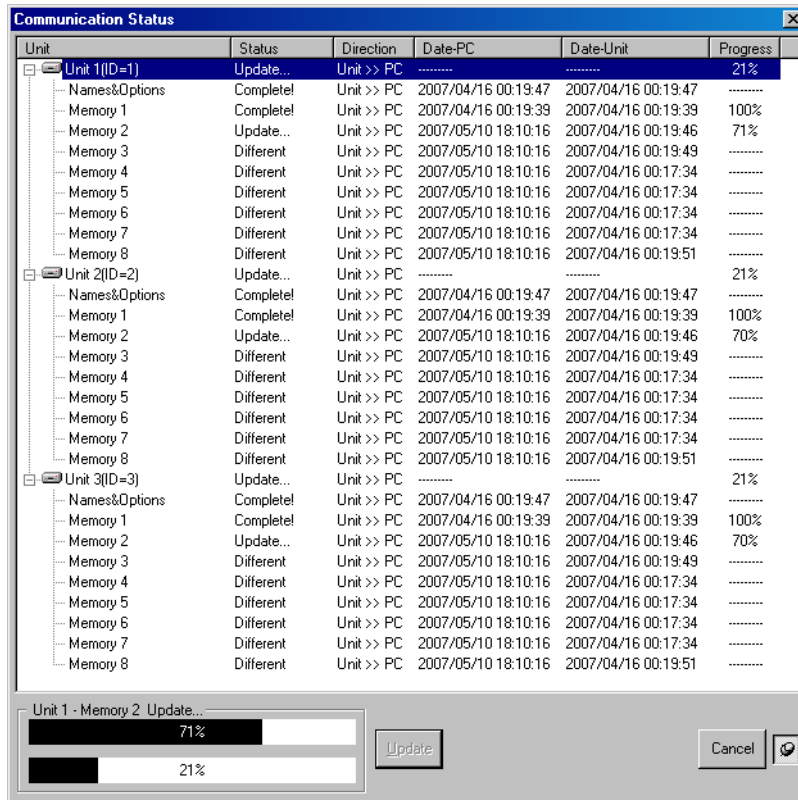 Communication Status
Unit Status Direction Date-PC Date-Unit Progress
Unit 1(ID=1) Update... Unit >> PC --------- --------- 21%
Names&Options Complete! Unit >> PC 2007/04/16 00:19:47 2007/04/16 00:19:47 ---------
Memory 1 Complete! Unit >> PC 2007/04/16 00:19:39 2007/04/16 00:19:39 100%
Memory 2 Update... Unit >> PC 2007/05/10 18:10:16 2007/04/16 00:19:46 71%
Memory 3 Different Unit >> PC 2007/05/10 18:10:16 2007/04/16 00:19:49 ---------
Memory 4 Different Unit >> PC 2007/05/10 18:10:16 2007/04/16 00:17:34 ---------
Memory 5 Different Unit >> PC 2007/05/10 18:10:16 2007/04/16 00:17:34 ---------
Memory 6 Different Unit >> PC 2007/05/10 18:10:16 2007/04/16 00:17:34 ---------
Memory 7 Different Unit >> PC 2007/05/10 18:10:16 2007/04/16 00:17:34 ---------
Memory 8 Different Unit >> PC 2007/05/10 18:10:16 2007/04/16 00:19:51 ---------
Unit 2(ID=2) Update... Unit >> PC --------- --------- 21%
Names&Options Complete! Unit >> PC 2007/04/16 00:19:47 2007/04/16 00:19:47 ---------
Memory 1 Complete! Unit >> PC 2007/04/16 00:19:39 2007/04/16 00:19:39 100%
Memory 2 Update... Unit >> PC 2007/05/10 18:10:16 2007/04/16 00:19:46 70%
Memory 3 Different Unit >> PC 2007/05/10 18:10:16 2007/04/16 00:19:49 ---------
Memory 4 Different Unit >> PC 2007/05/10 18:10:16 2007/04/16 00:17:34 ---------
Memory 5 Different Unit >> PC 2007/05/10 18:10:16 2007/04/16 00:17:34 ---------
Memory 6 Different Unit >> PC 2007/05/10 18:10:16 2007/04/16 00:17:34 ---------
Memory 7 Different Unit >> PC 2007/05/10 18:10:16 2007/04/16 00:17:34 ---------
Memory 8 Different Unit >> PC 2007/05/10 18:10:16 2007/04/16 00:19:51 ---------
Unit 3(ID=3) Update... Unit >> PC --------- --------- 21%
Names&Options Complete! Unit >> PC 2007/04/16 00:19:47 2007/04/16 00:19:47 ---------
Memory 1 Complete! Unit >> PC 2007/04/16 00:19:39 2007/04/16 00:19:39 100%
Memory 2 Update... Unit >> PC 2007/05/10 18:10:16 2007/04/16 00:19:46 70%
Memory 3 Different Unit >> PC 2007/05/10 18:10:16 2007/04/16 00:19:49 ---------
Memory 4 Different Unit >> PC 2007/05/10 18:10:16 2007/04/16 00:17:34 ---------
Memory 5 Different Unit >> PC 2007/05/10 18:10:16 2007/04/16 00:17:34 ---------
Memory 6 Different Unit >> PC 2007/05/10 18:10:16 2007/04/16 00:17:34 ---------
Memory 7 Different Unit >> PC 2007/05/10 18:10:16 2007/04/16 00:17:34 ---------
Memory 8 Different Unit >> PC 2007/05/10 18:10:16 2007/04/16 00:19:51 ---------
Unit 1 - Memory 2 Update...
71%
21%
Update
Cancel